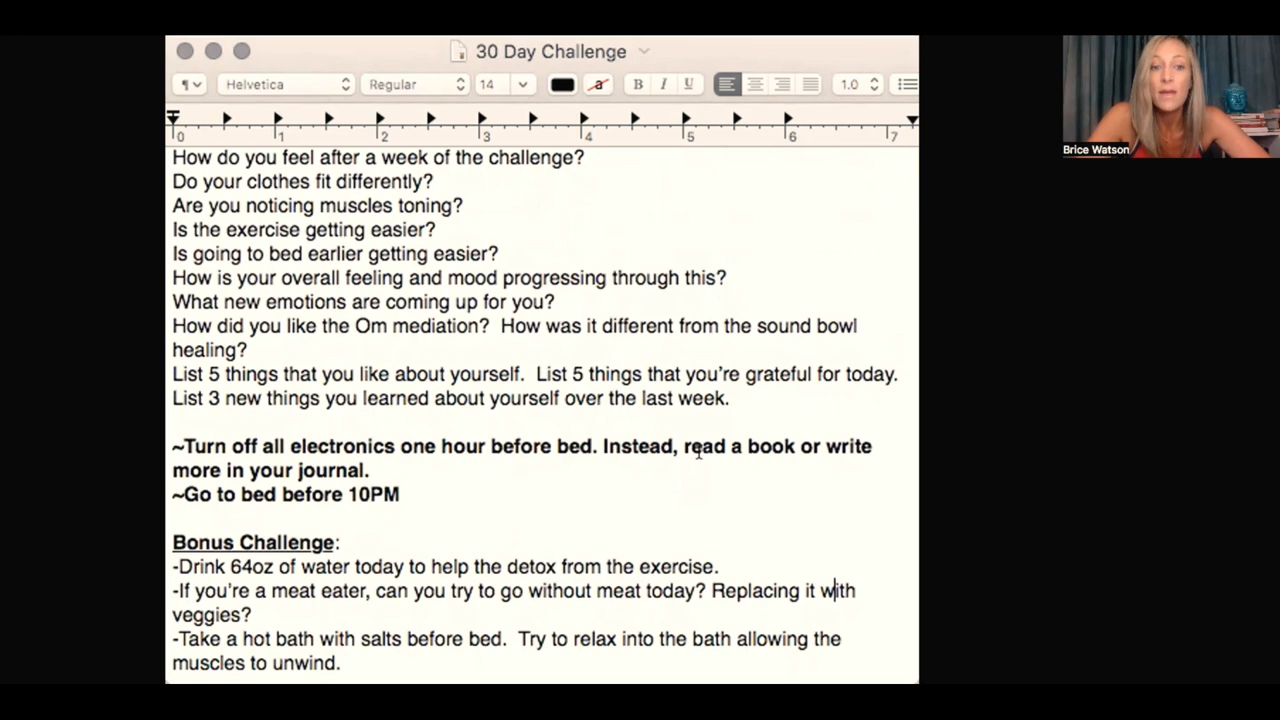 30 Day Challenge
Helvetica Regular 14 a B I U 1.0
0 1 2 3 4 5 6 7
How do you feel after a week of the challenge?
Do your clothes fit differently?
Are you noticing muscles toning?
Is the exercise getting easier?
Is going to bed earlier getting easier?
How is your overall feeling and mood progressing through this?
What new emotions are coming up for you?
How did you like the Om mediation?  How was it different from the sound bowl
healing?
List 5 things that you like about yourself.  List 5 things that you’re grateful for today.
List 3 new things you learned about yourself over the last week.
~Turn off all electronics one hour before bed. Instead, read a book or write
more in your journal.
~Go to bed before 10PM
Bonus Challenge:
-Drink 64oz of water today to help the detox from the exercise.
-If you’re a meat eater, can you try to go without meat today? Replacing it with
veggies?
-Take a hot bath with salts before bed.  Try to relax into the bath allowing the
muscles to unwind.
Brice Watson